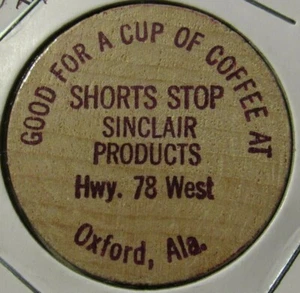 GOOD FOR A CUP OF COFFEE AT
SHORTS STOP
SINCLAIR
PRODUCTS
Hwy. 78 West
Oxford, Ala.